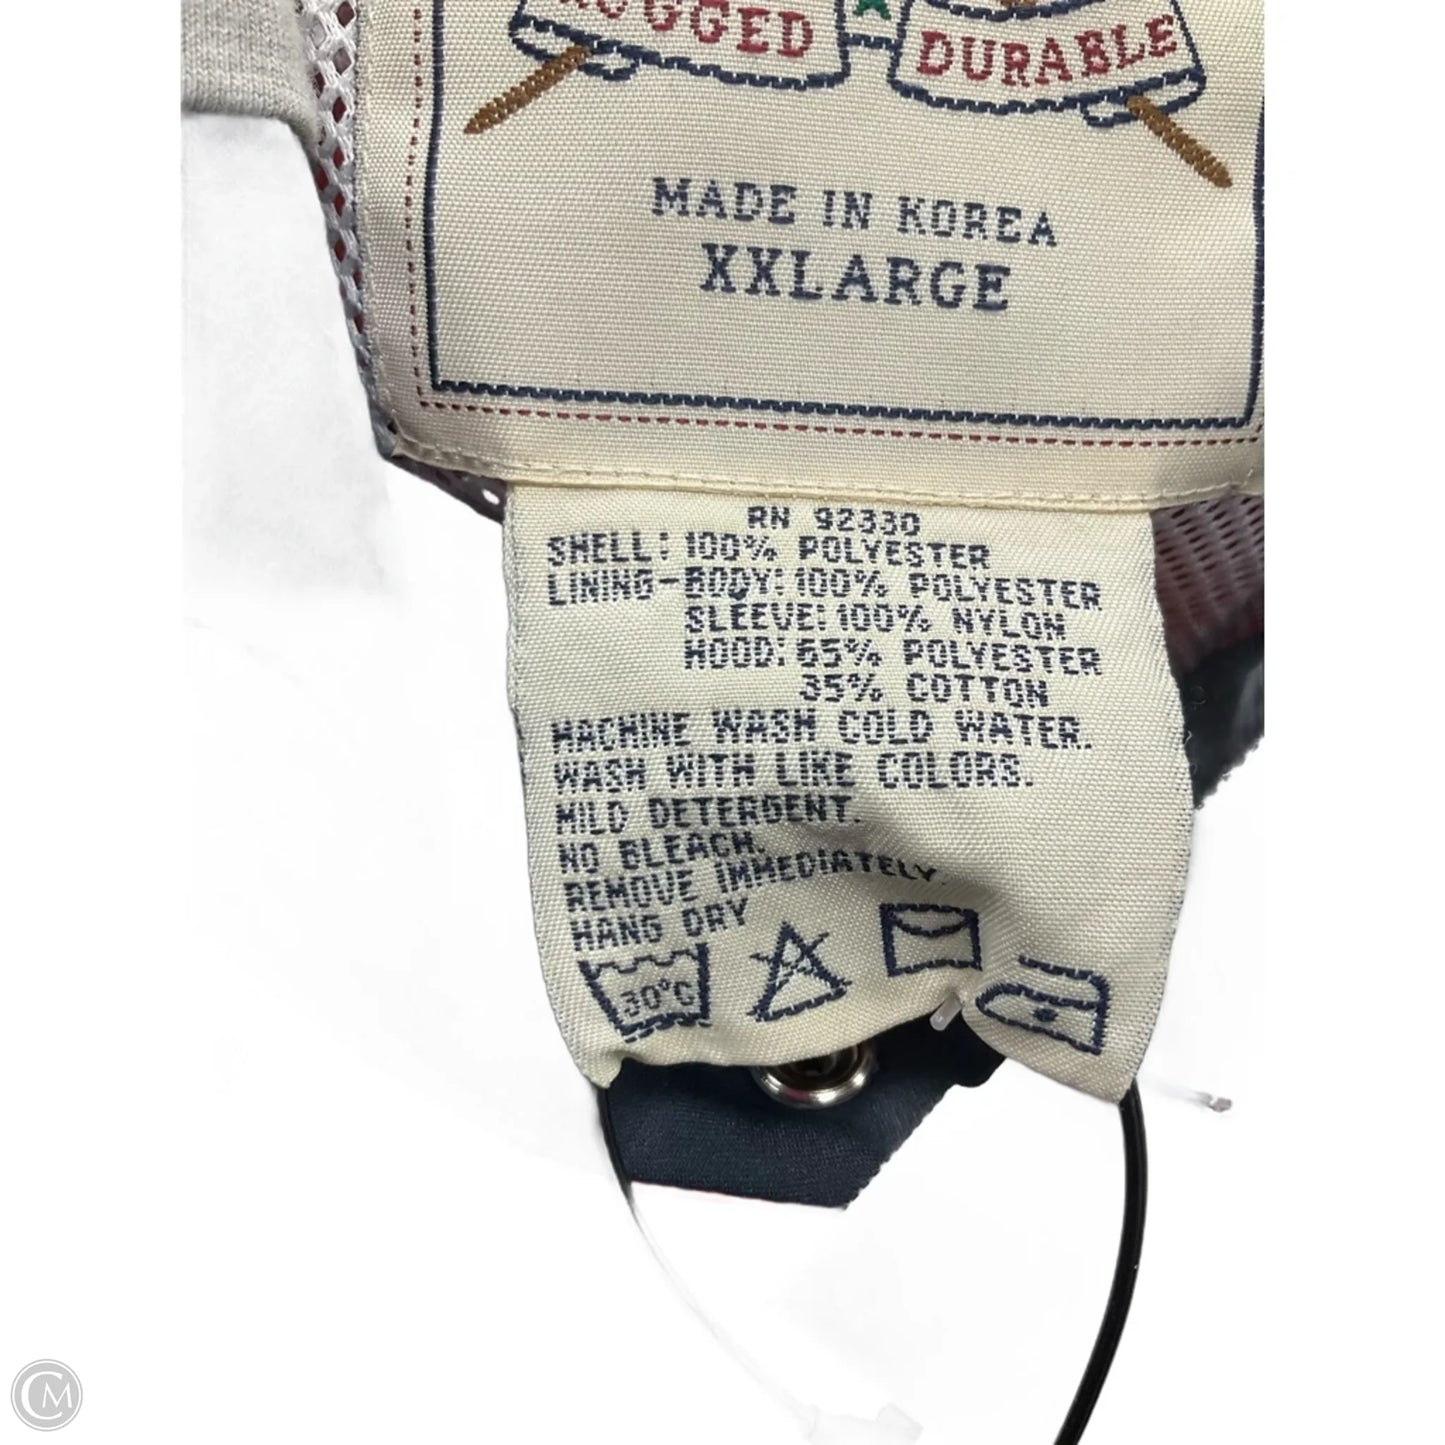 RUGGED
DURABLE
MADE IN KOREA
XXLARGE
RN 92330
SHELL: 100% POLYESTER
LINING-BODY: 100% POLYESTER
SLEEVE: 100% NYLON
HOOD: 65% POLYESTER
35% COTTON
MACHINE WASH COLD WATER.
WASH WITH LIKE COLORS.
MILD DETERGENT.
NO BLEACH.
REMOVE IMMEDIATELY.
HANG DRY
30°C
CM